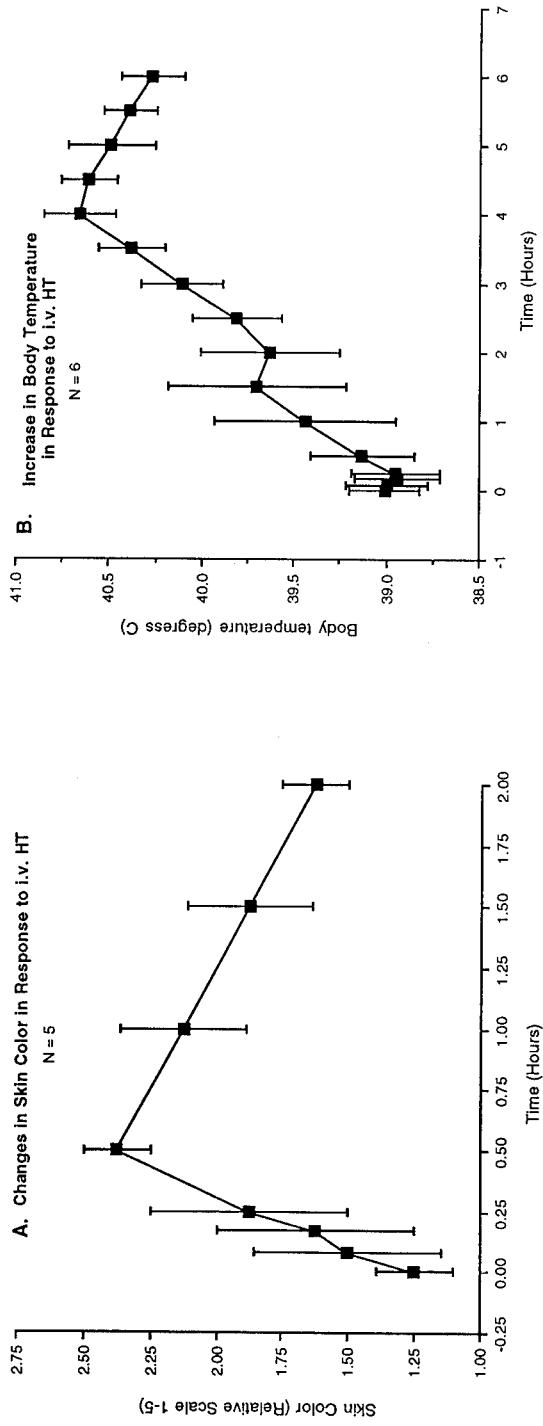 A. Changes in Skin Color in Response to i.v. HT
N = 5
Skin Color (Relative Scale 1-5)
2.75
2.50
2.25
2.00
1.75
1.50
1.25
1.00
-0.25 0.00 0.25 0.50 0.75 1.00 1.25 1.50 1.75 2.00
Time (Hours)
B. Increase in Body Temperature
in Response to i.v. HT
N = 6
Body temperature (degress C)
41.0
40.5
40.0
39.5
39.0
38.5
-1 0 1 2 3 4 5 6 7
Time (Hours)